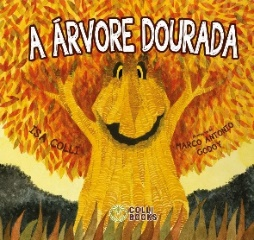 A ÁRVORE DOURADA
ISA COLLI
MARCO ANTONIO
GODOY
COLLI
BOOKS